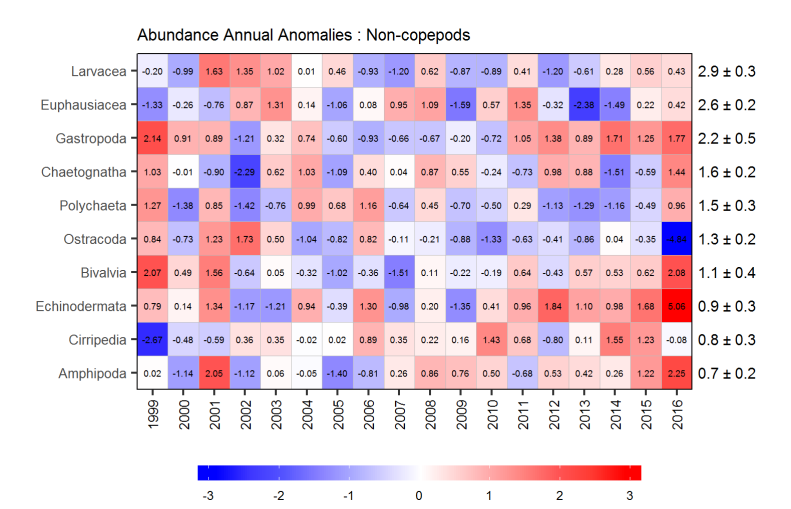 Abundance Annual Anomalies : Non-copepods
Larvacea -0.20 -0.99 1.63 1.35 1.02 0.01 0.46 -0.93 -1.20 0.62 -0.87 -0.89 0.41 -1.20 -0.61 0.28 0.56 0.43 2.9 ± 0.3
Euphausiacea -1.33 -0.26 -0.76 0.87 1.31 0.14 -1.06 0.08 0.95 1.09 -1.59 0.57 1.35 -0.32 -2.38 -1.49 0.22 0.42 2.6 ± 0.2
Gastropoda 2.14 0.91 0.89 -1.21 0.32 0.74 -0.60 -0.93 -0.66 -0.67 -0.20 -0.72 1.05 1.38 0.89 1.71 1.25 1.77 2.2 ± 0.5
Chaetognatha 1.03 -0.01 -0.90 -2.29 0.62 1.03 -1.09 0.40 0.04 0.87 0.55 -0.24 -0.73 0.98 0.88 -1.51 -0.59 1.44 1.6 ± 0.2
Polychaeta 1.27 -1.38 0.85 -1.42 -0.76 0.99 0.68 1.16 -0.64 0.45 -0.70 -0.50 0.29 -1.13 -1.29 -1.16 -0.49 0.96 1.5 ± 0.3
Ostracoda 0.84 -0.73 1.23 1.73 0.50 -1.04 -0.82 0.82 -0.11 -0.21 -0.88 -1.33 -0.63 -0.41 -0.86 0.04 -0.35 1.3 ± 0.2
Bivalvia 2.07 0.49 1.56 -0.64 0.05 -0.32 -1.02 -0.36 -1.51 0.11 -0.22 -0.19 0.64 -0.43 0.57 0.53 0.62 2.08 1.1 ± 0.4
Echinodermata 0.79 0.14 1.34 -1.17 -1.21 0.94 -0.39 1.30 -0.98 0.20 -1.35 0.41 0.96 1.84 1.10 0.98 1.68 5.06 0.9 ± 0.3
Cirripedia -2.67 -0.48 -0.59 0.36 0.35 -0.02 0.02 0.89 0.35 0.22 0.16 1.43 0.68 -0.80 0.11 1.55 1.23 -0.08 0.8 ± 0.3
Amphipoda 0.02 -1.14 2.05 -1.12 0.06 -0.05 -1.40 -0.81 0.26 0.86 0.76 0.50 -0.68 0.53 0.42 0.26 1.22 2.25 0.7 ± 0.2
1999 2000 2001 2002 2003 2004 2005 2006 2007 2008 2009 2010 2011 2012 2013 2014 2015 2016
-3 -2 -1 0 1 2 3